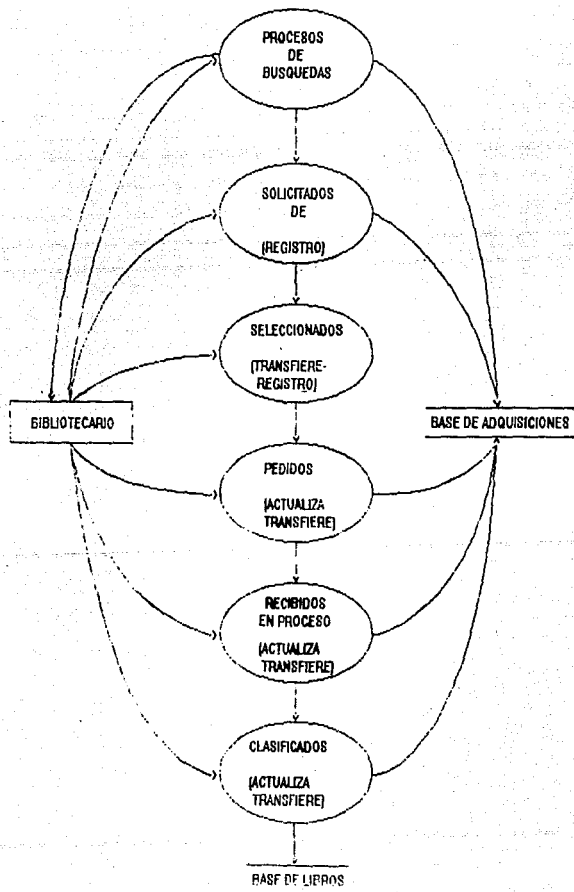 PROCESOS
DE
BUSQUEDAS
SOLICITADOS
DE
(REGISTRO)
SELECCIONADOS
(TRANSFIERE-
REGISTRO)
BIBLIOTECARIO
BASE DE ADQUISICIONES
PEDIDOS
(ACTUALIZA
TRANSFIERE)
RECIBIDOS
EN PROCESO
(ACTUALIZA
TRANSFIERE)
CLASIFICADOS
(ACTUALIZA
TRANSFIERE)
BASE DE LIBROS